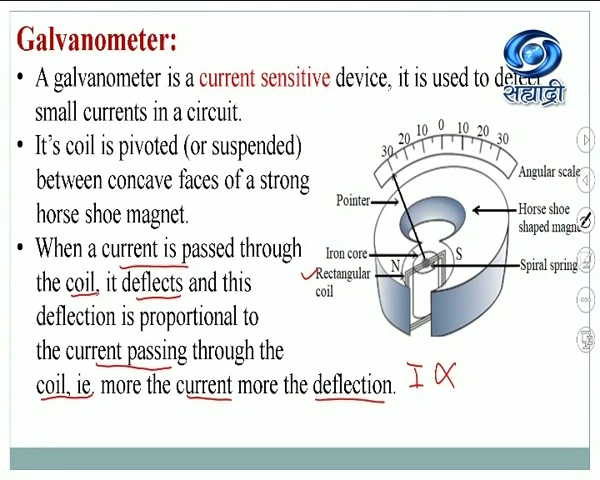 Galvanometer:
• A galvanometer is a current sensitive device, it is used to detect
small currents in a circuit.
• It’s coil is pivoted (or suspended)
between concave faces of a strong
horse shoe magnet.
• When a current is passed through
the coil, it deflects and this
deflection is proportional to
the current passing through the
coil, ie. more the current more the deflection.
I ∝
सह्याद्री
30 20 10 0 10 20 30
Angular scale
Pointer
Horse shoe
shaped magne
Iron core
N
S
Spiral spring
Rectangular
coil